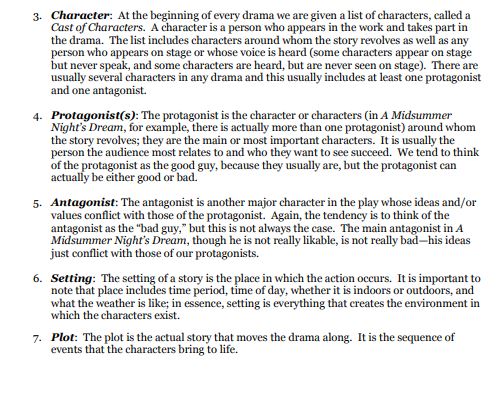 3. Character: At the beginning of every drama we are given a list of characters, called a
Cast of Characters. A character is a person who appears in the work and takes part in
the drama. The list includes characters around whom the story revolves as well as any
person who appears on stage or whose voice is heard (some characters appear on stage
but never speak, and some characters are heard, but are never seen on stage). There are
usually several characters in any drama and this usually includes at least one protagonist
and one antagonist.
4. Protagonist(s): The protagonist is the character or characters (in A Midsummer
Night's Dream, for example, there is actually more than one protagonist) around whom
the story revolves; they are the main or most important characters. It is usually the
person the audience most relates to and who they want to see succeed. We tend to think
of the protagonist as the good guy, because they usually are, but the protagonist can
actually be either good or bad.
5. Antagonist: The antagonist is another major character in the play whose ideas and/or
values conflict with those of the protagonist. Again, the tendency is to think of the
antagonist as the "bad guy," but this is not always the case. The main antagonist in A
Midsummer Night's Dream, though he is not really likable, is not really bad—his ideas
just conflict with those of our protagonists.
6. Setting: The setting of a story is the place in which the action occurs. It is important to
note that place includes time period, time of day, whether it is indoors or outdoors, and
what the weather is like; in essence, setting is everything that creates the environment in
which the characters exist.
7. Plot: The plot is the actual story that moves the drama along. It is the sequence of
events that the characters bring to life.